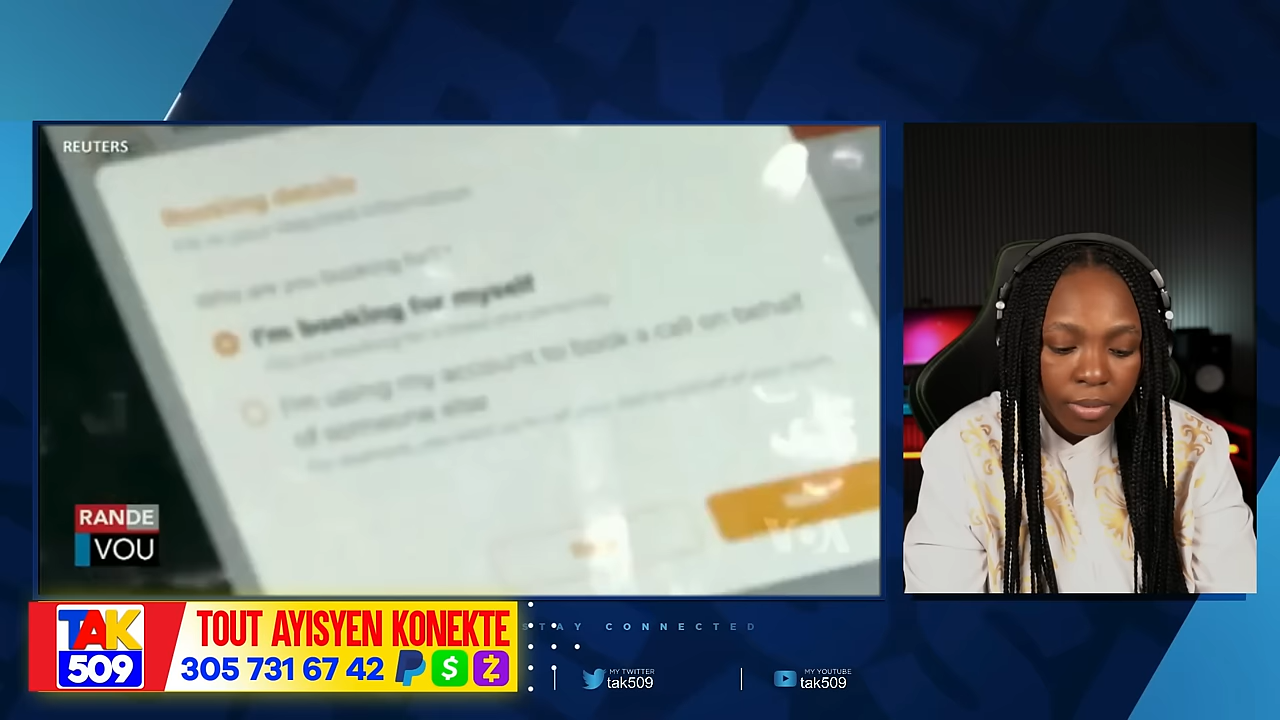 REUTERS
Booking details
Who are you booking for?*
I'm booking for myself
I'm using my account to book a call on behalf
of someone else
VOA
RANDE
VOU
TAK
509
TOUT AYISYEN KONEKTE
305 731 67 42
STAY CONNECTED
MY TWITTER
tak509
MY YOUTUBE
tak509